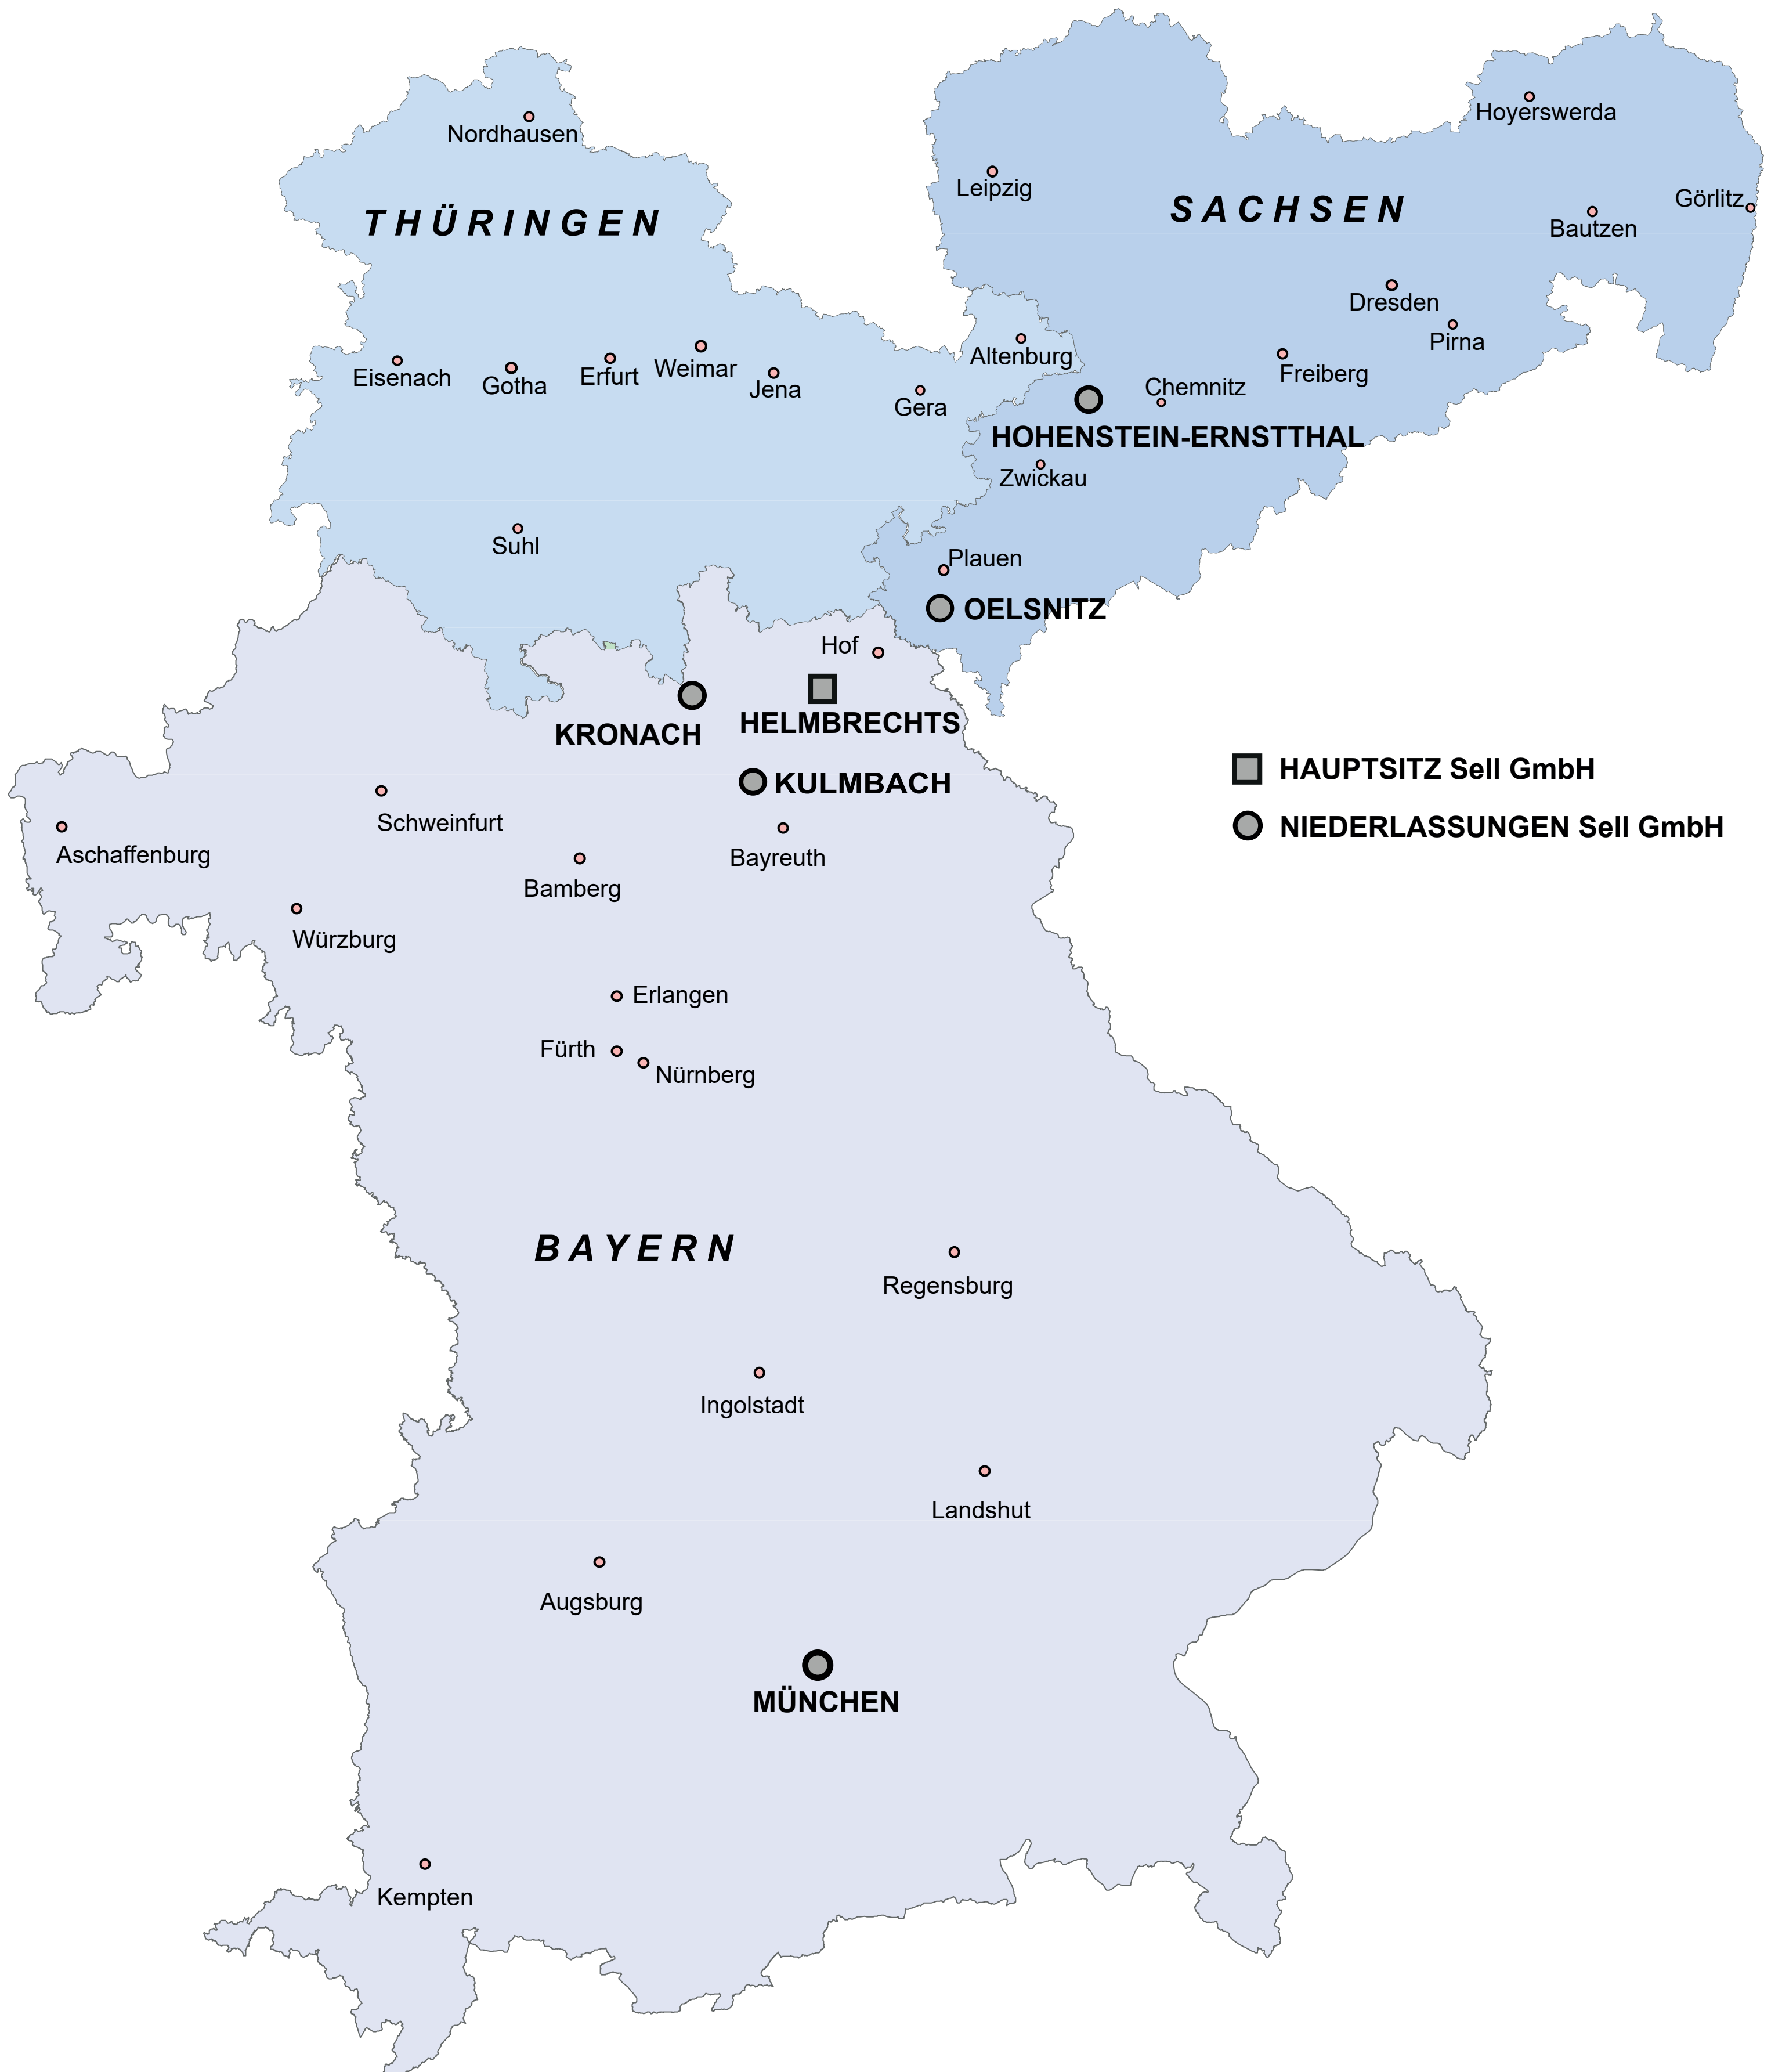 Nordhausen
THÜRINGEN
Eisenach
Gotha
Erfurt
Weimar
Jena
Gera
Altenburg
Suhl
Hoyerswerda
Leipzig
SACHSEN
Görlitz
Bautzen
Dresden
Pirna
Freiberg
Chemnitz
HOHENSTEIN-ERNSTTHAL
Zwickau
Plauen
OELSNITZ
Hof
HELMBRECHTS
KRONACH
KULMBACH
HAUPTSITZ Sell GmbH
NIEDERLASSUNGEN Sell GmbH
Schweinfurt
Aschaffenburg
Bayreuth
Bamberg
Würzburg
Erlangen
Fürth
Nürnberg
BAYERN
Regensburg
Ingolstadt
Landshut
Augsburg
MÜNCHEN
Kempten